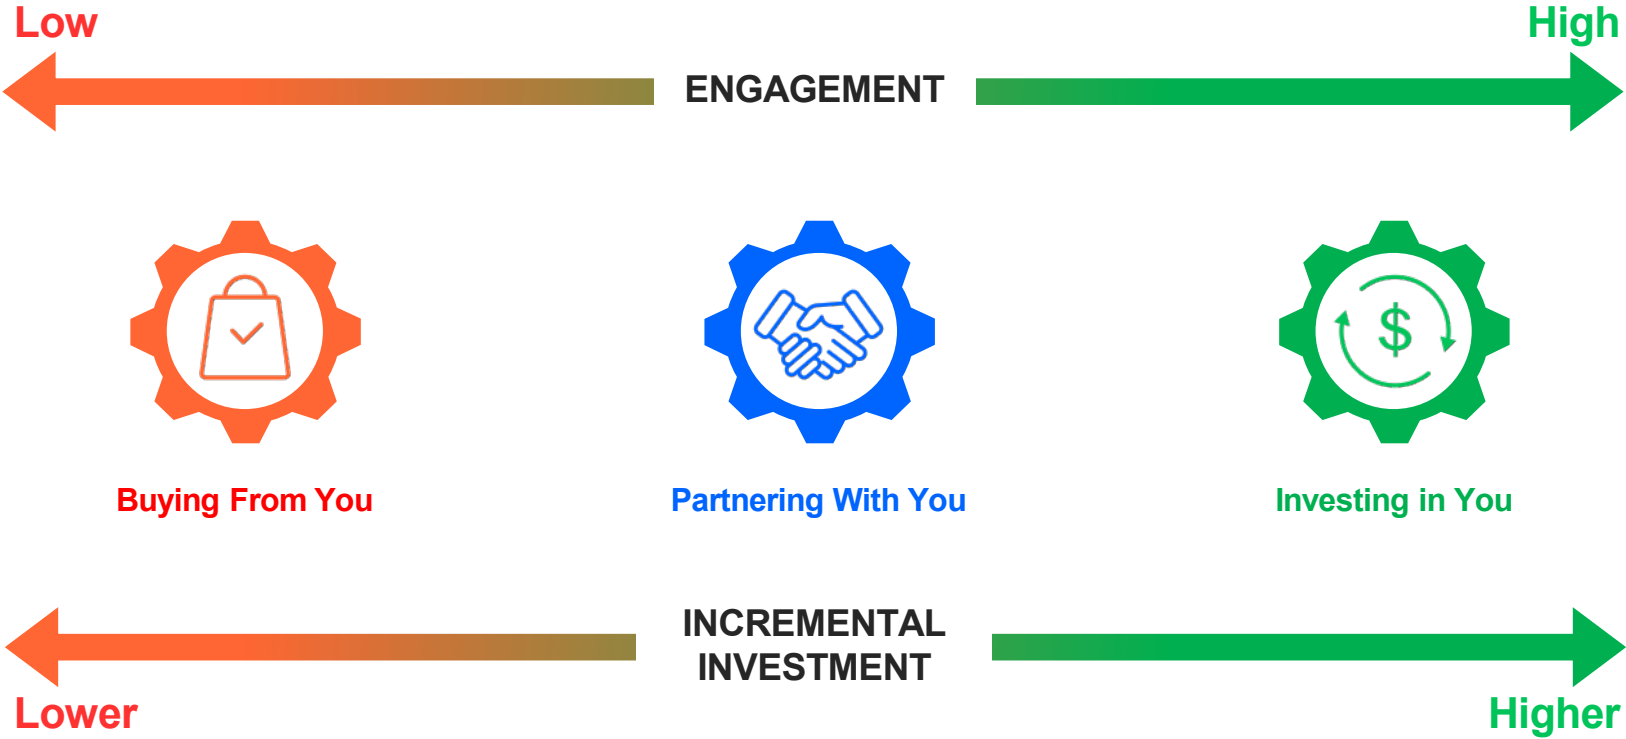 Low
High
ENGAGEMENT
$
Buying From You
Partnering With You
Investing in You
INCREMENTAL
INVESTMENT
Lower
Higher